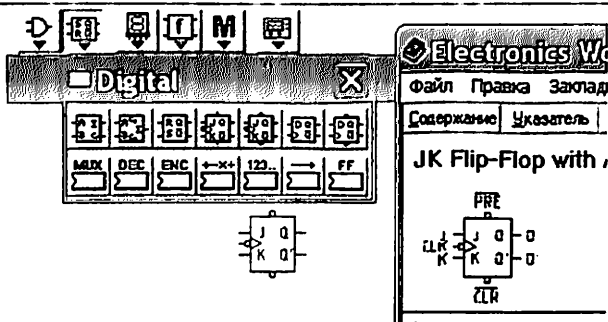 M
Digital
Electronics Wo
Файл Правка Заклад
Содержание Указатель
MUX DEC ENC ←×+ 123.. → FF
JK Flip-Flop with A
PRE
J Q
K Q'
J J Q Q
CLK
K K Q' Q
CLR